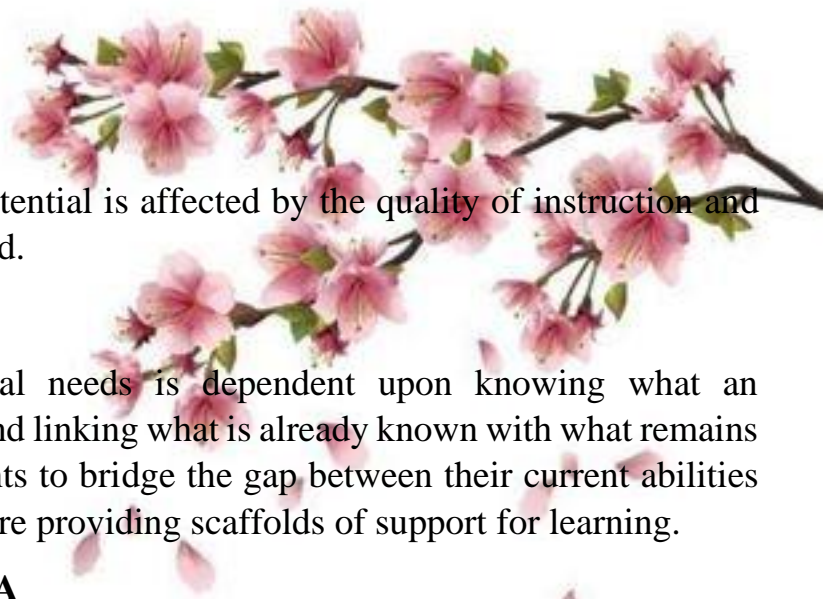 tential is affected by the quality of instruction and
d.
al needs is dependent upon knowing what an
nd linking what is already known with what remains
nts to bridge the gap between their current abilities
re providing scaffolds of support for learning.
A